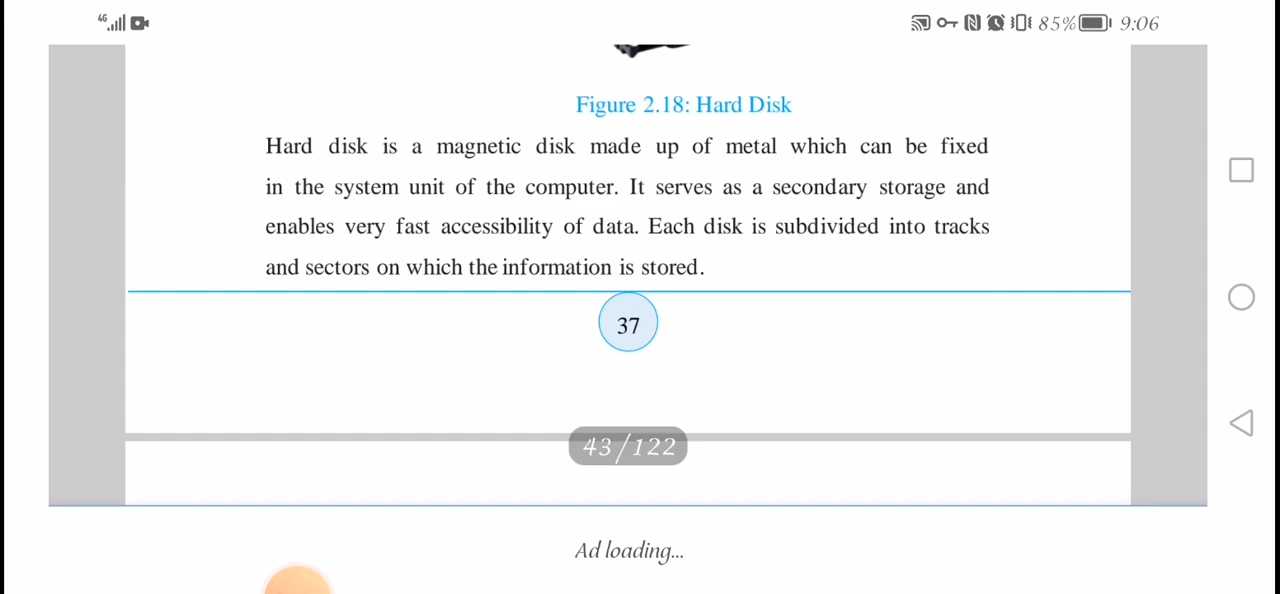 4G 85% 9:06
Figure 2.18: Hard Disk
Hard disk is a magnetic disk made up of metal which can be fixed
in the system unit of the computer. It serves as a secondary storage and
enables very fast accessibility of data. Each disk is subdivided into tracks
and sectors on which the information is stored.
37
43/122
Ad loading...